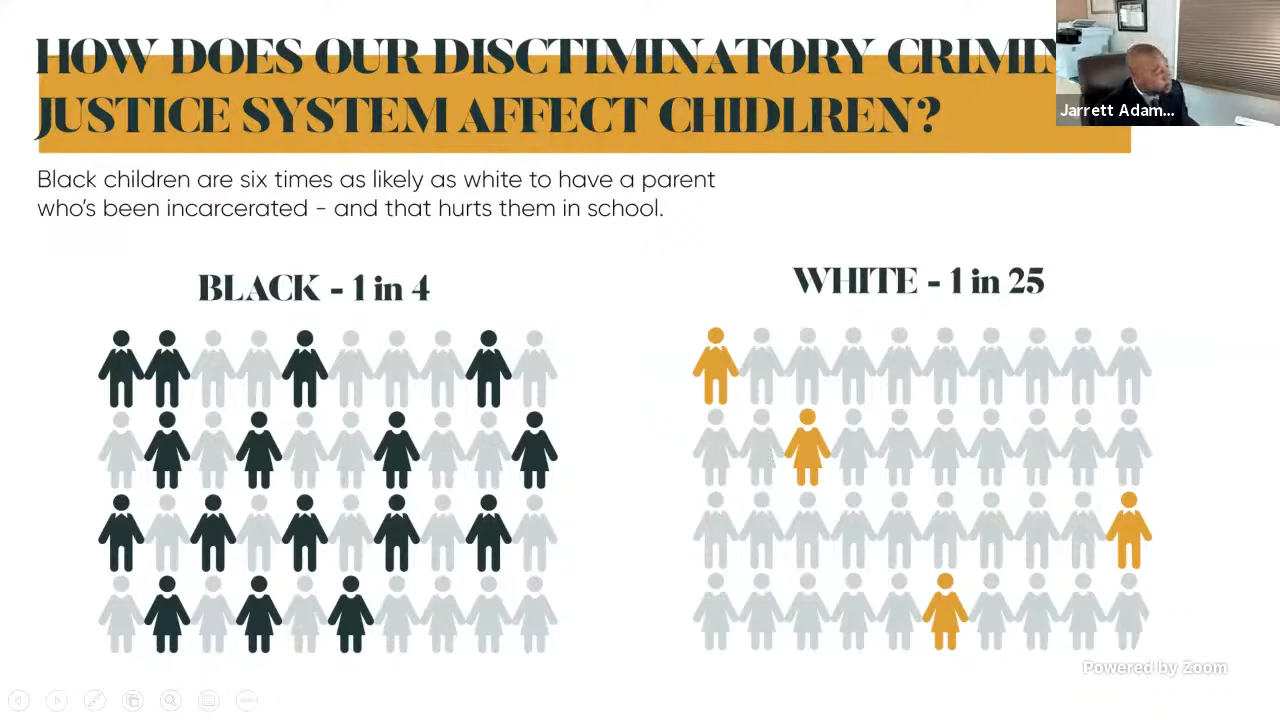 HOW DOES OUR DISCTIMINATORY CRIMIN
JUSTICE SYSTEM AFFECT CHIDLREN?
Jarrett Adam...
Black children are six times as likely as white to have a parent
who's been incarcerated - and that hurts them in school.
BLACK - 1 in 4
WHITE - 1 in 25
Powered by Zoom